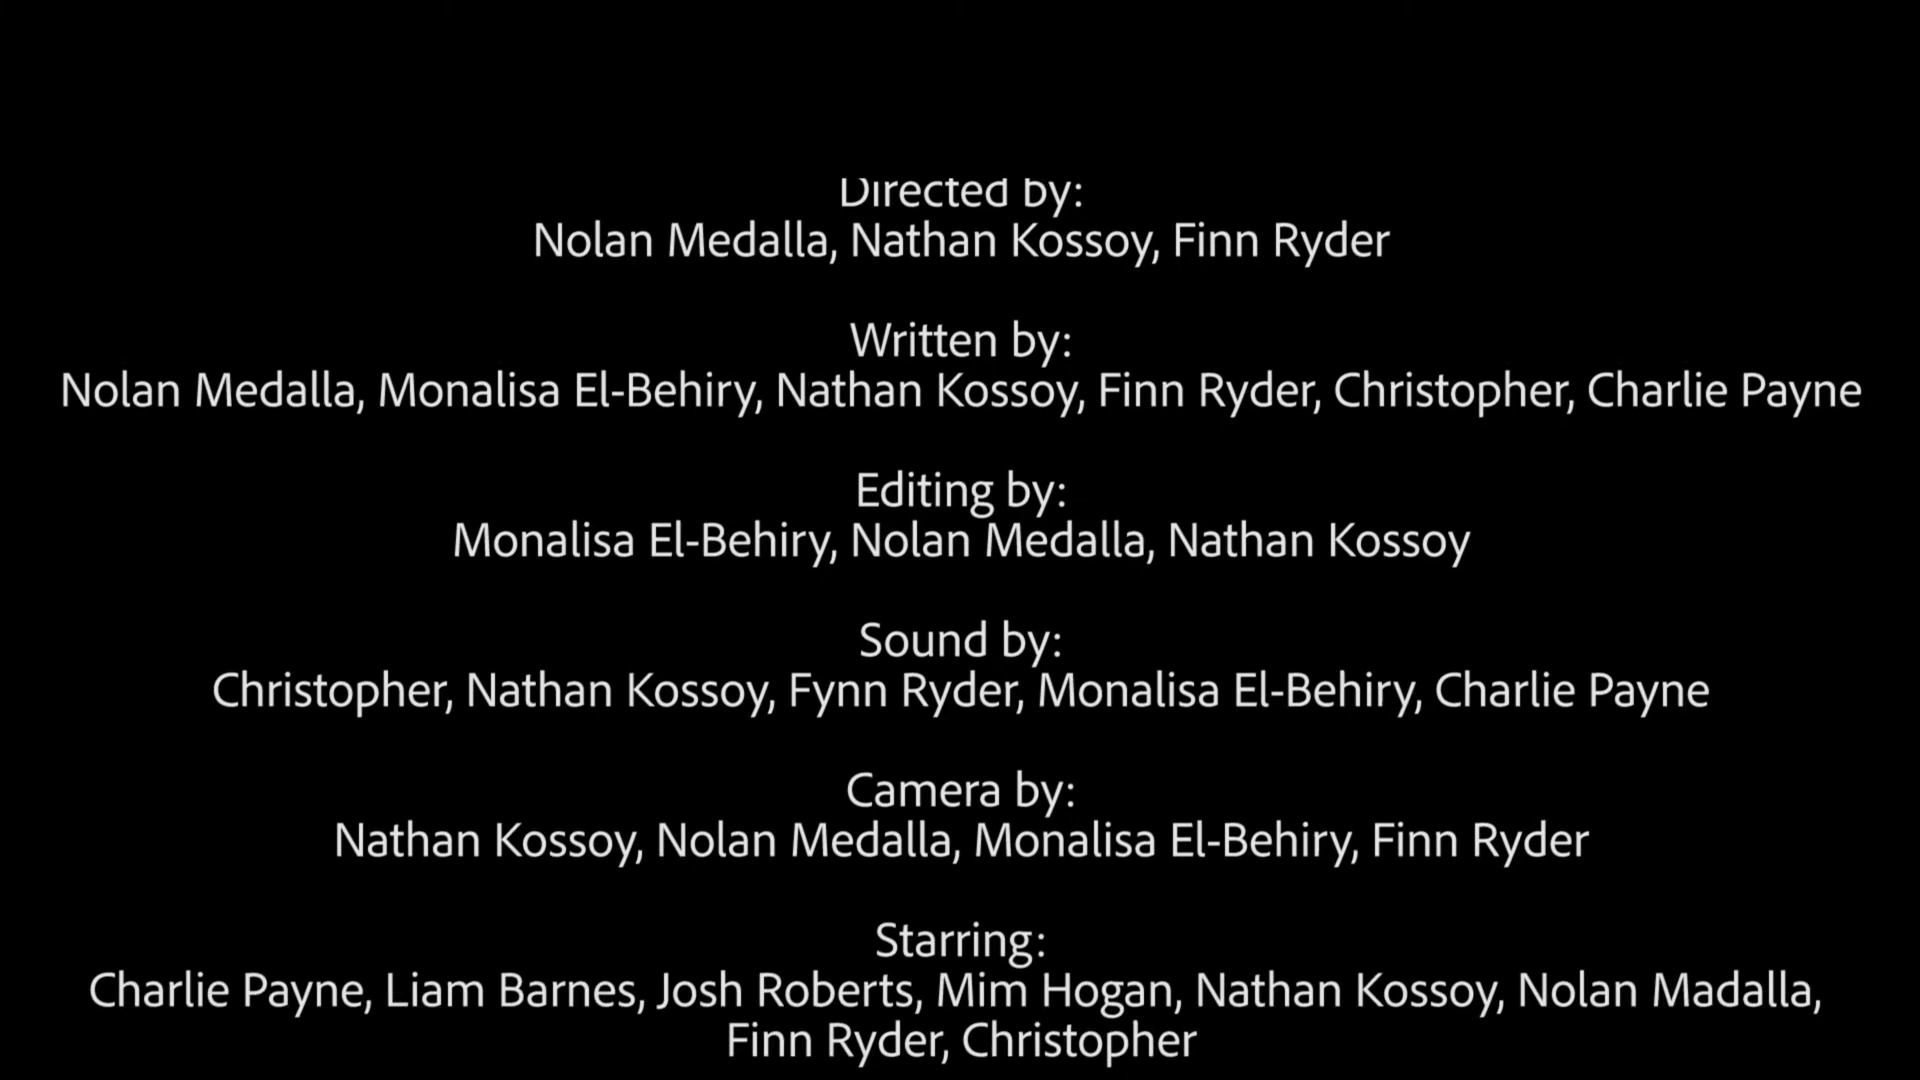 Directed by:
Nolan Medalla, Nathan Kossoy, Finn Ryder
Written by:
Nolan Medalla, Monalisa El-Behiry, Nathan Kossoy, Finn Ryder, Christopher, Charlie Payne
Editing by:
Monalisa El-Behiry, Nolan Medalla, Nathan Kossoy
Sound by:
Christopher, Nathan Kossoy, Fynn Ryder, Monalisa El-Behiry, Charlie Payne
Camera by:
Nathan Kossoy, Nolan Medalla, Monalisa El-Behiry, Finn Ryder
Starring:
Charlie Payne, Liam Barnes, Josh Roberts, Mim Hogan, Nathan Kossoy, Nolan Madalla,
Finn Ryder, Christopher